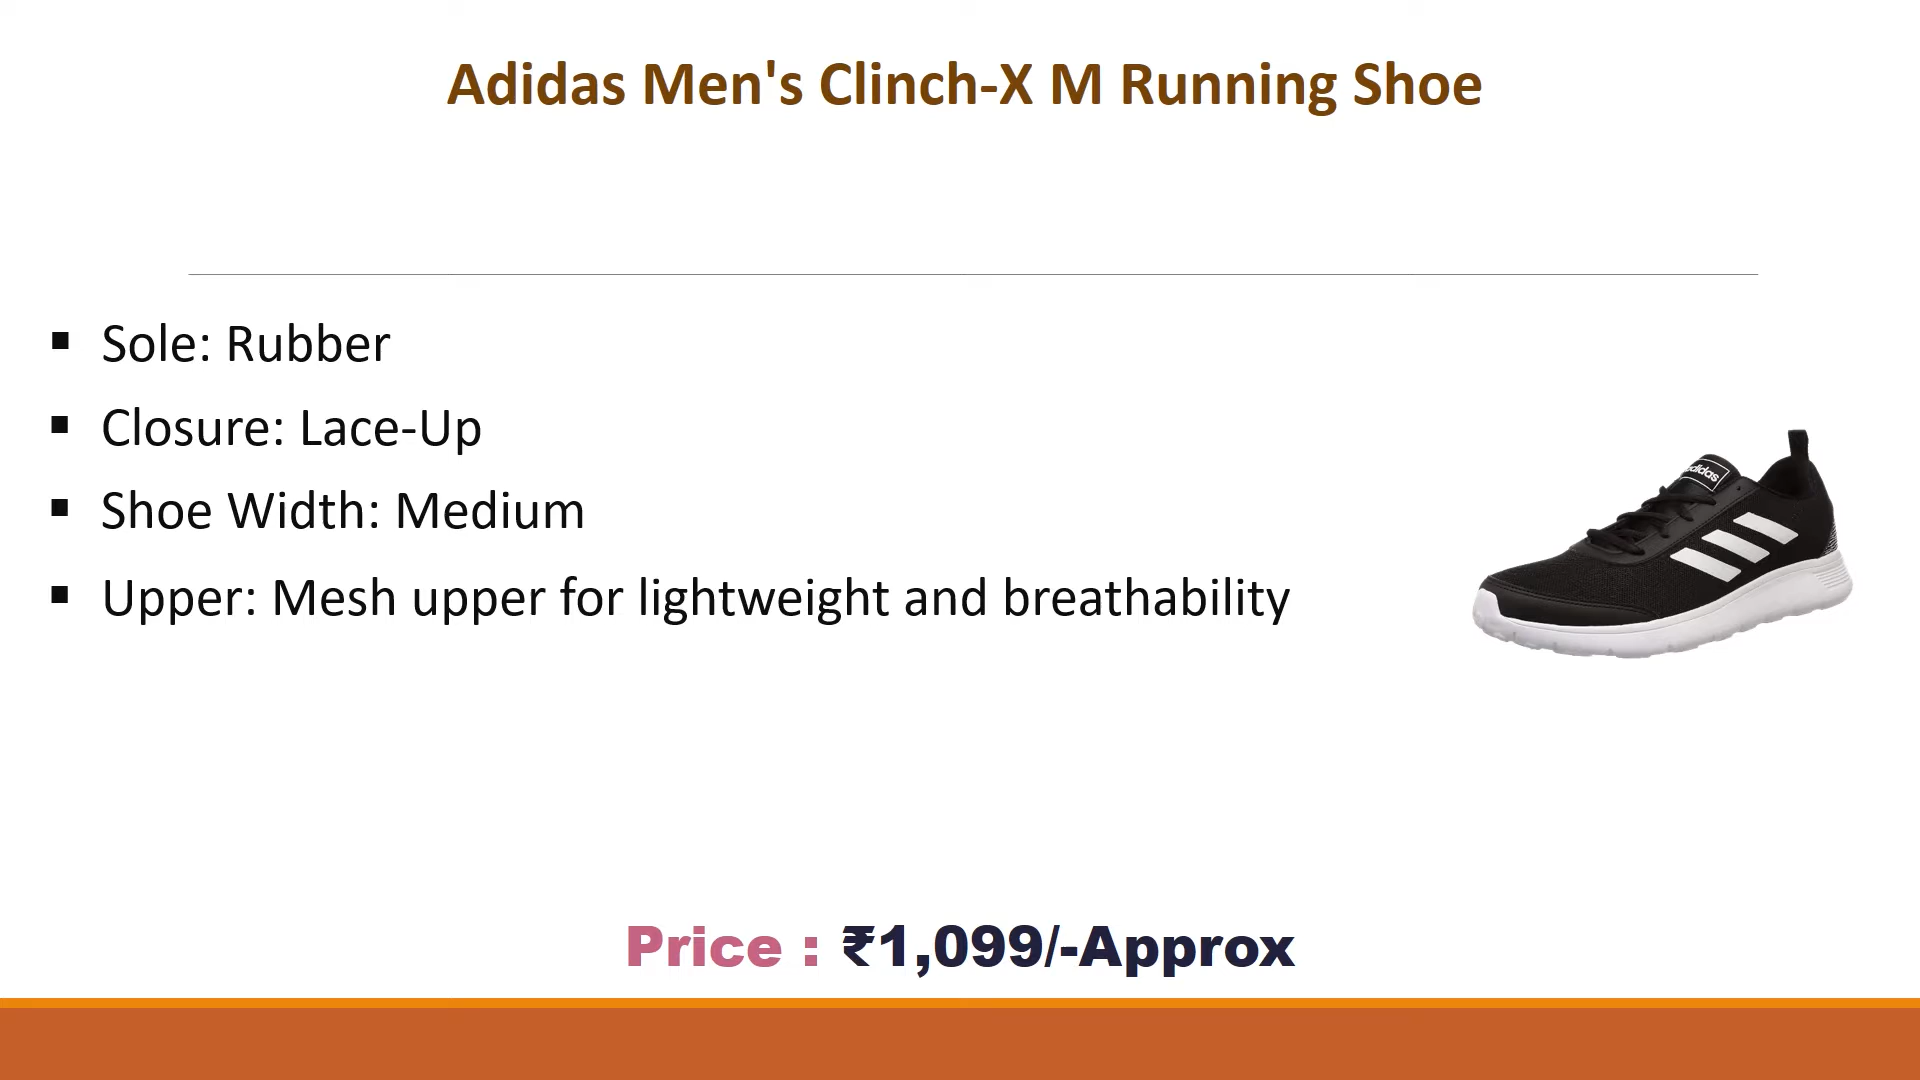 Adidas Men's Clinch-X M Running Shoe
▪ Sole: Rubber
▪ Closure: Lace-Up
▪ Shoe Width: Medium
▪ Upper: Mesh upper for lightweight and breathability
adidas
Price : ₹1,099/-Approx